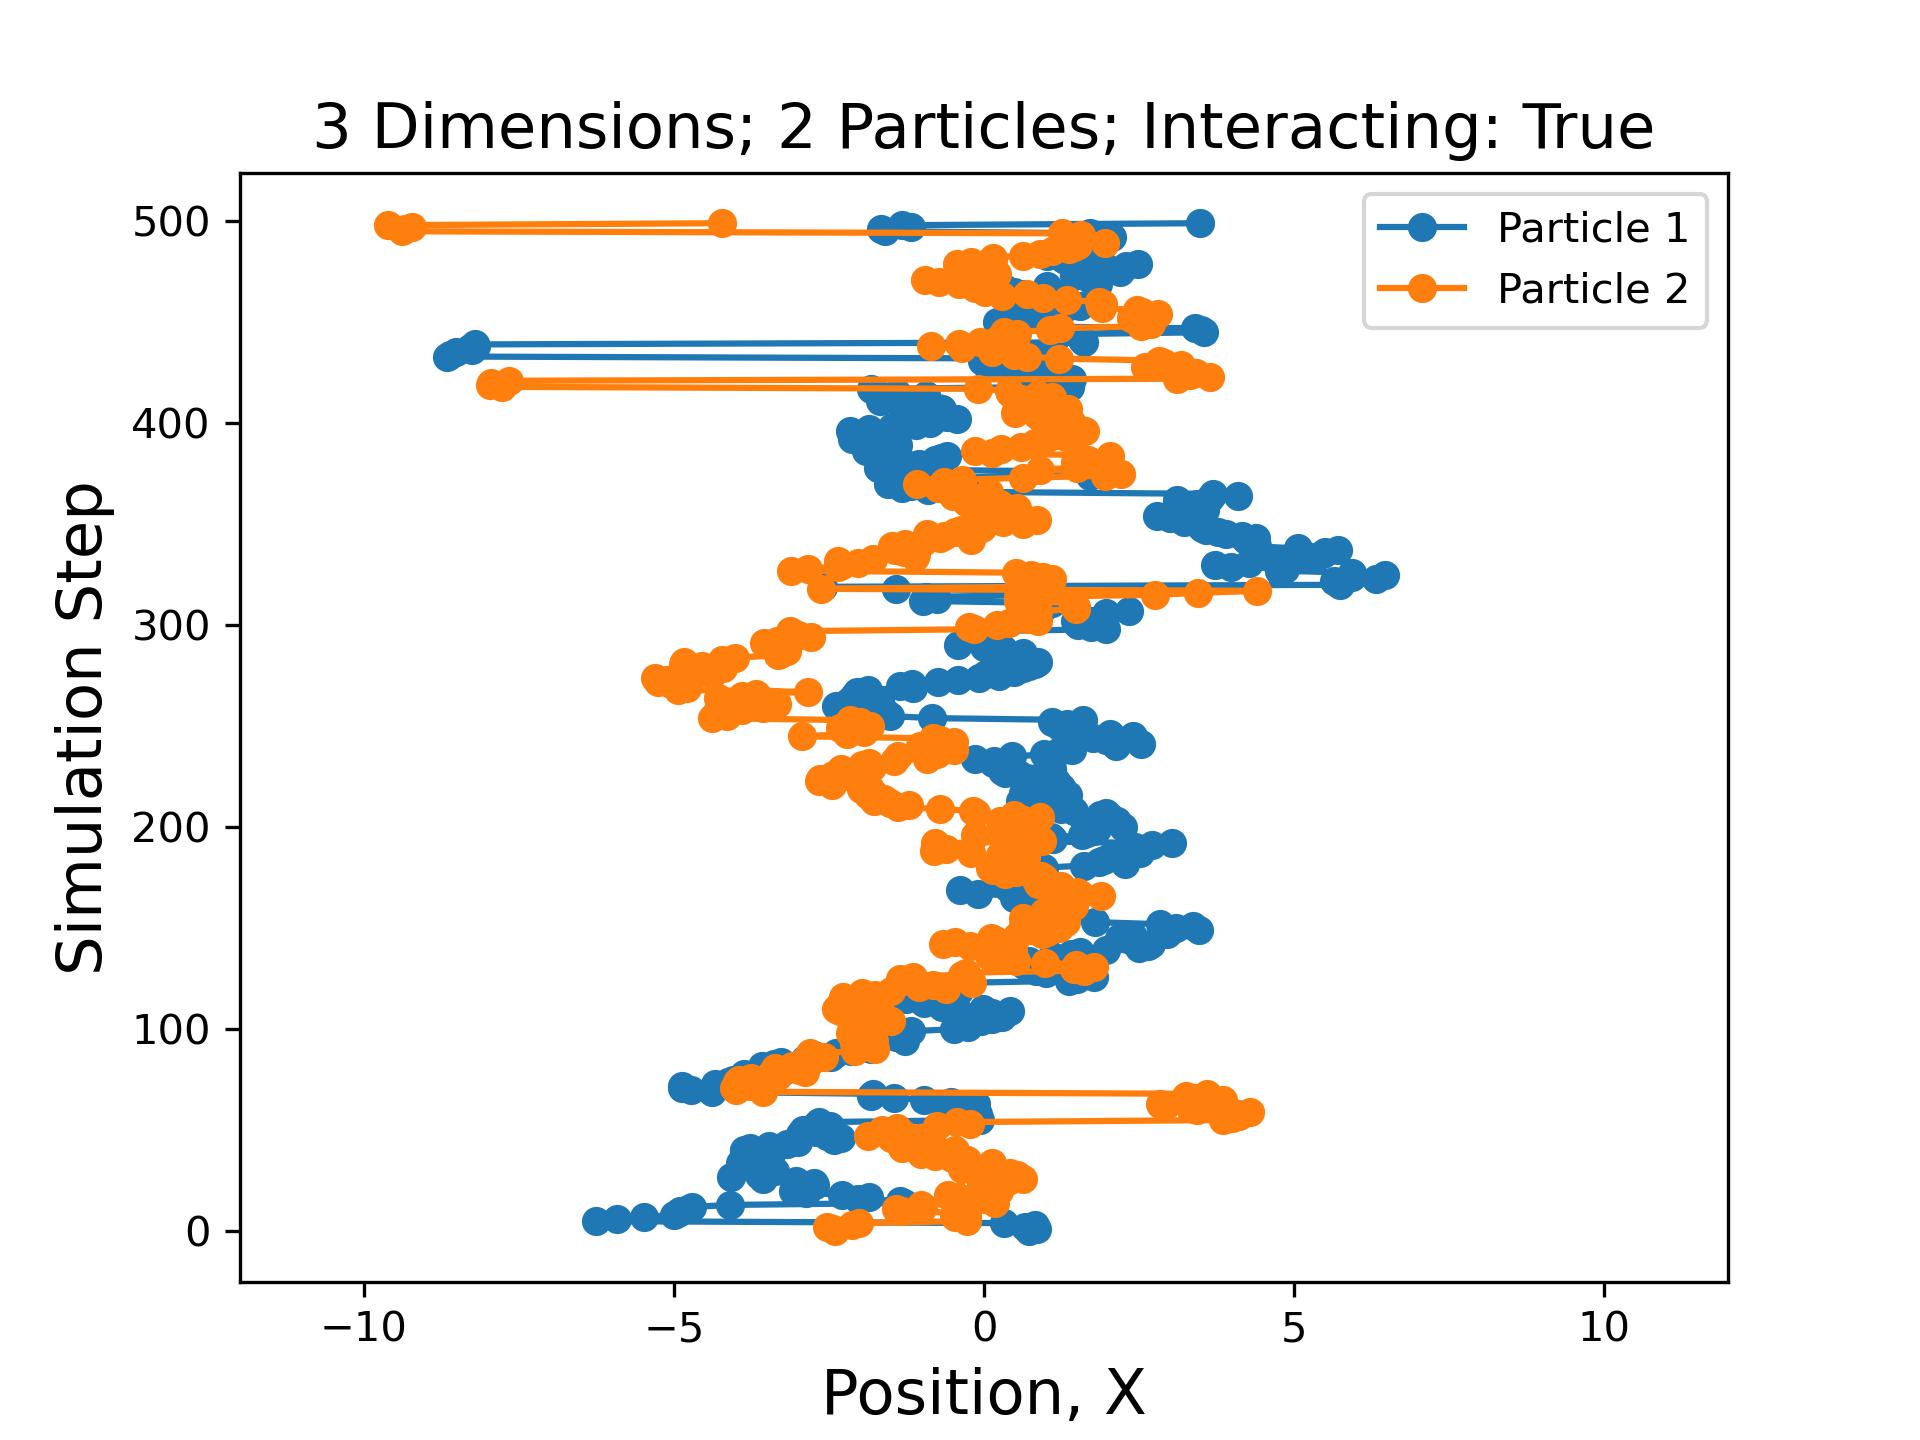 3 Dimensions; 2 Particles; Interacting: True
Particle 1
Particle 2
500
400
300
200
100
0
Simulation Step
−10
−5
0
5
10
Position, X